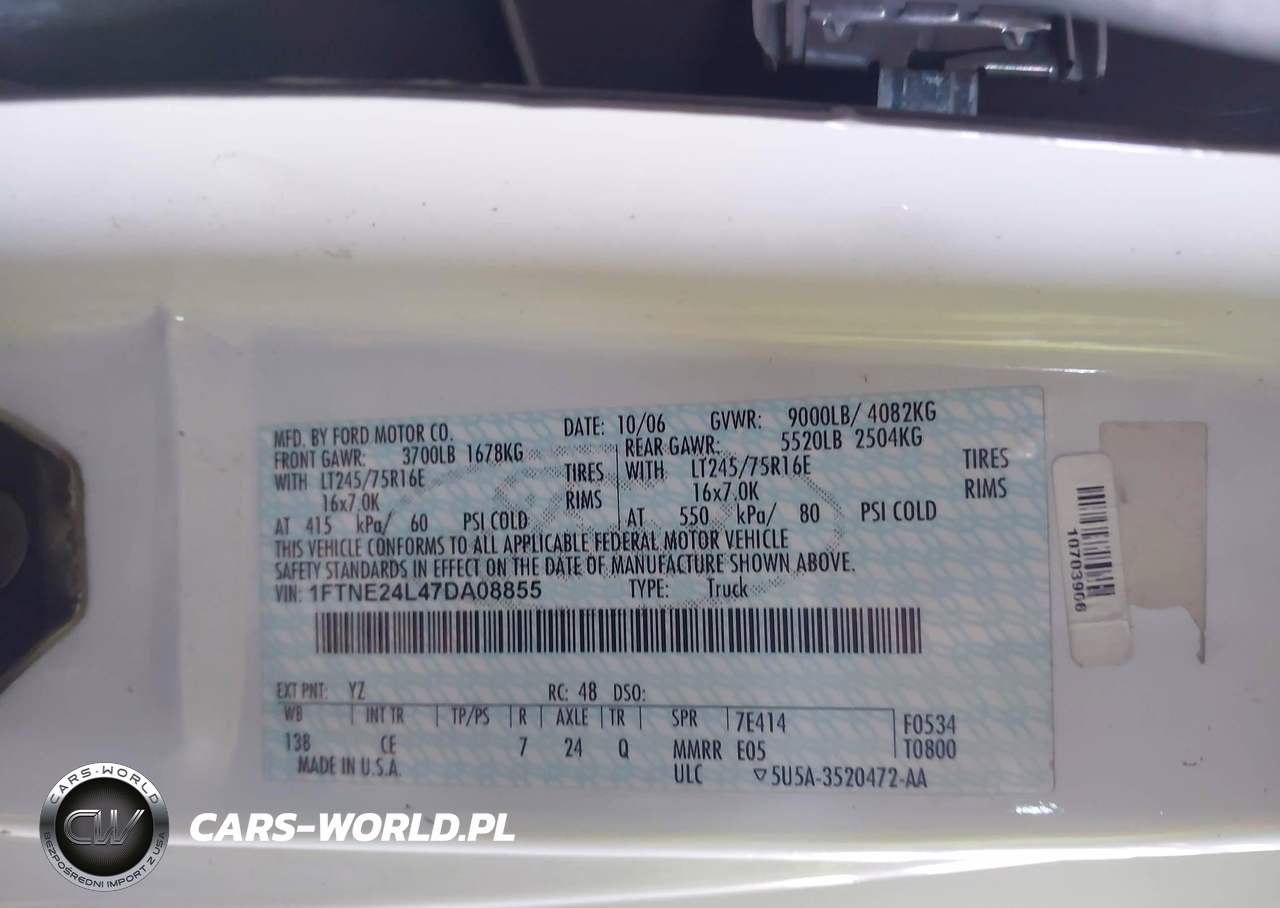 MFD. BY FORD MOTOR CO. DATE: 10/06 GVWR: 9000LB/ 4082KG
FRONT GAWR: 3700LB 1678KG REAR GAWR: 5520LB 2504KG
WITH LT245/75R16E TIRES WITH LT245/75R16E TIRES
16x7.0K RIMS 16x7.0K RIMS
AT 415 kPa/ 60 PSI COLD AT 550 kPa/ 80 PSI COLD
THIS VEHICLE CONFORMS TO ALL APPLICABLE FEDERAL MOTOR VEHICLE
SAFETY STANDARDS IN EFFECT ON THE DATE OF MANUFACTURE SHOWN ABOVE.
VIN: 1FTNE24L47DA08855 TYPE: Truck
EXT PNT: YZ RC: 48 DSO:
WB INT TR TP/PS R AXLE TR SPR 7E414 F0534
138 CE 7 24 Q MMRR E05 T0800
MADE IN U.S.A. ULC ▽5U5A-3520472-AA
10703906
CARS-WORLD
CW
BEZPOŚREDNI IMPORT Z USA
CARS-WORLD.PL